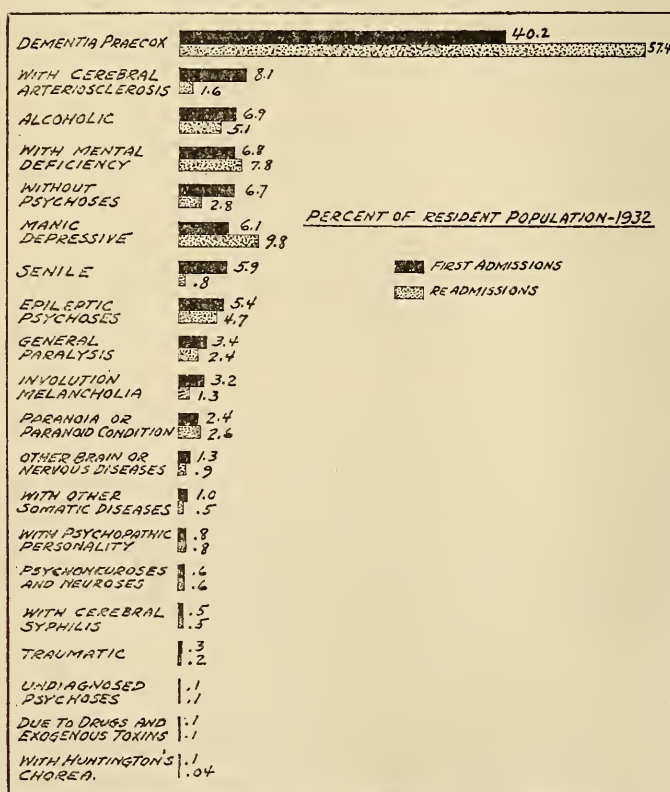 DEMENTIA PRAECOX 40.2
57.4
WITH CEREBRAL
ARTERIOSCLEROSIS 8.1
1.6
ALCOHOLIC 6.9
5.1
WITH MENTAL
DEFICIENCY 6.8
7.8
WITHOUT
PSYCHOSES 6.7
2.8
MANIC
DEPRESSIVE 6.1
9.8
PERCENT OF RESIDENT POPULATION-1932
FIRST ADMISSIONS
READMISSIONS
SENILE 5.9
.8
EPILEPTIC
PSYCHOSES 5.4
4.7
GENERAL
PARALYSIS 3.4
2.4
INVOLUTION
MELANCHOLIA 3.2
1.3
PARANOIA OR
PARANOID CONDITION 2.4
2.6
OTHER BRAIN OR
NERVOUS DISEASES 1.3
.9
WITH OTHER
SOMATIC DISEASES 1.0
.5
WITH PSYCHOPATHIC
PERSONALITY .8
.8
PSYCHONEUROSES
AND NEUROSES .6
.6
WITH CEREBRAL
SYPHILIS .5
.5
TRAUMATIC .3
.2
UNDIAGNOSED
PSYCHOSES .1
.1
DUE TO DRUGS AND
EXOGENOUS TOXINS .1
.1
WITH HUNTINGTON'S
CHOREA. .1
.04